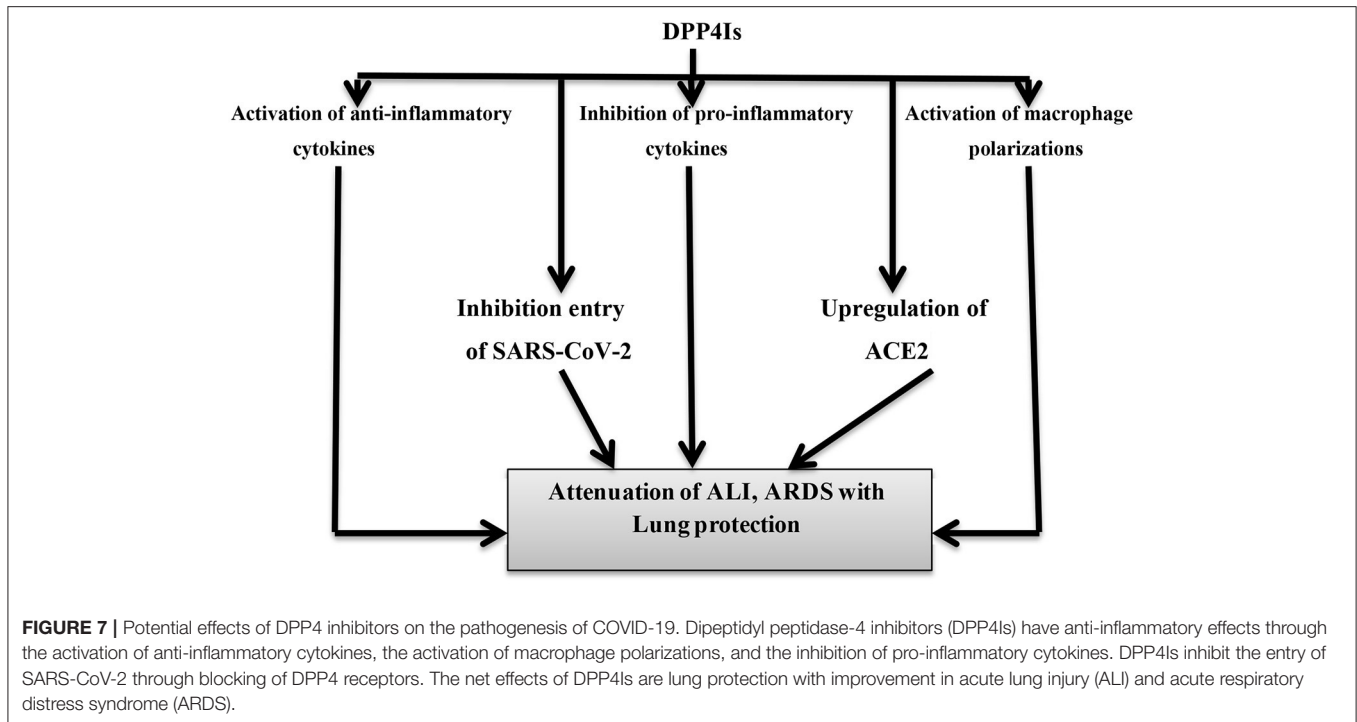 DPP4Is
Activation of anti-inflammatory
cytokines
Inhibition of pro-inflammatory
cytokines
Activation of macrophage
polarizations
Inhibition entry
of SARS-CoV-2
Upregulation of
ACE2
Attenuation of ALI, ARDS with
Lung protection
FIGURE 7 | Potential effects of DPP4 inhibitors on the pathogenesis of COVID-19. Dipeptidyl peptidase-4 inhibitors (DPP4Is) have anti-inflammatory effects through
the activation of anti-inflammatory cytokines, the activation of macrophage polarizations, and the inhibition of pro-inflammatory cytokines. DPP4Is inhibit the entry of
SARS-CoV-2 through blocking of DPP4 receptors. The net effects of DPP4Is are lung protection with improvement in acute lung injury (ALI) and acute respiratory
distress syndrome (ARDS).